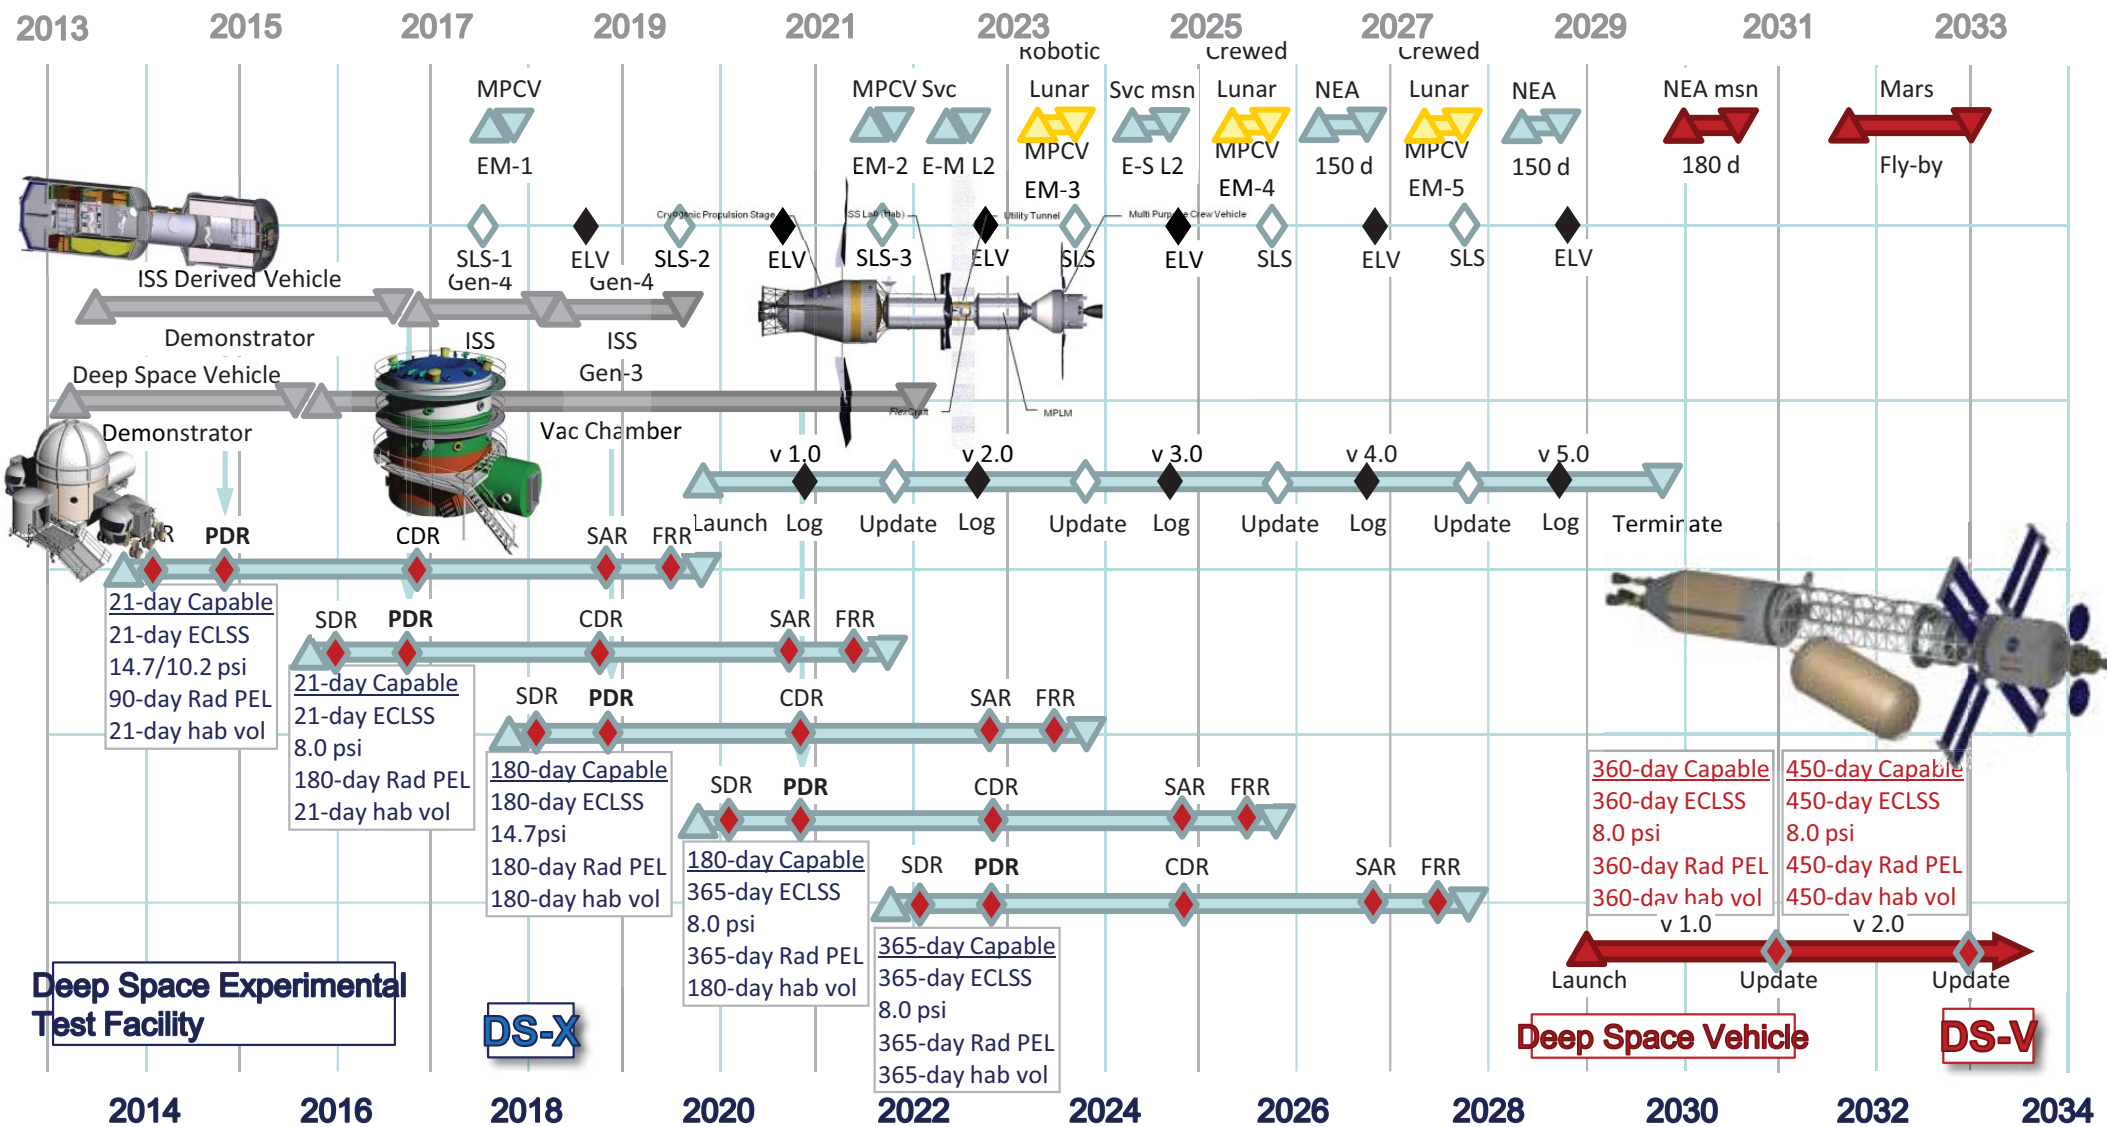 2013 2015 2017 2019 2021 2023 2025 2027 2029 2031 2033
Robotic Crewed Crewed
MPCV MPCV Svc Lunar Svc msn Lunar NEA Lunar NEA NEA msn Mars
EM-1 EM-2 E-M L2 MPCV E-S L2 MPCV 150 d MPCV 150 d 180 d Fly-by
EM-3 EM-4 EM-5
Cryogenic Propulsion Stage ISS Lab (Hab) Utility Tunnel Multi Purpose Crew Vehicle
SLS-1 ELV SLS-2 ELV SLS-3 ELV SLS ELV SLS ELV SLS ELV
ISS Derived Vehicle Gen-4 Gen-4
Demonstrator ISS ISS
Deep Space Vehicle Gen-3
FlexCraft MPLM
Demonstrator Vac Chamber
v 1.0 v 2.0 v 3.0 v 4.0 v 5.0
Launch Log Update Log Update Log Update Log Update Log Terminate
PDR CDR SAR FRR
21-day Capable
21-day ECLSS
14.7/10.2 psi
90-day Rad PEL
21-day hab vol
SDR PDR CDR SAR FRR
21-day Capable
21-day ECLSS
8.0 psi
180-day Rad PEL
21-day hab vol
SDR PDR CDR SAR FRR
180-day Capable
180-day ECLSS
14.7psi
180-day Rad PEL
180-day hab vol
SDR PDR CDR SAR FRR
180-day Capable
365-day ECLSS
8.0 psi
365-day Rad PEL
180-day hab vol
SDR PDR CDR SAR FRR
365-day Capable
365-day ECLSS
8.0 psi
365-day Rad PEL
365-day hab vol
360-day Capable
360-day ECLSS
8.0 psi
360-day Rad PEL
360-day hab vol
450-day Capable
450-day ECLSS
8.0 psi
450-day Rad PEL
450-day hab vol
v 1.0 v 2.0
Launch Update Update
Deep Space Experimental
Test Facility
DS-X
Deep Space Vehicle
DS-V
2014 2016 2018 2020 2022 2024 2026 2028 2030 2032 2034